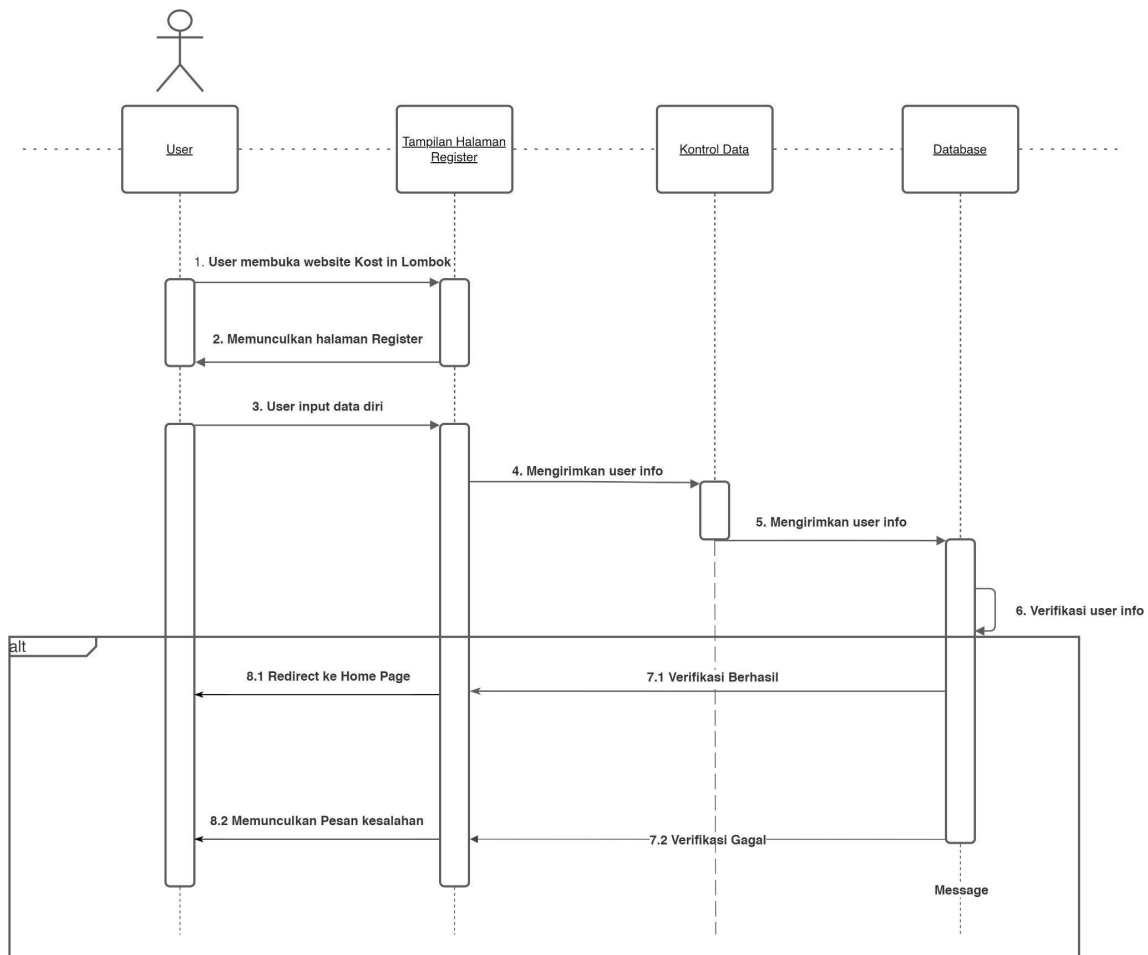 User
Tampilan Halaman
Register
Kontrol Data
Database
1. User membuka website Kost in Lombok
2. Memunculkan halaman Register
3. User input data diri
4. Mengirimkan user info
5. Mengirimkan user info
6. Verifikasi user info
alt
8.1 Redirect ke Home Page
7.1 Verifikasi Berhasil
8.2 Memunculkan Pesan kesalahan
7.2 Verifikasi Gagal
Message